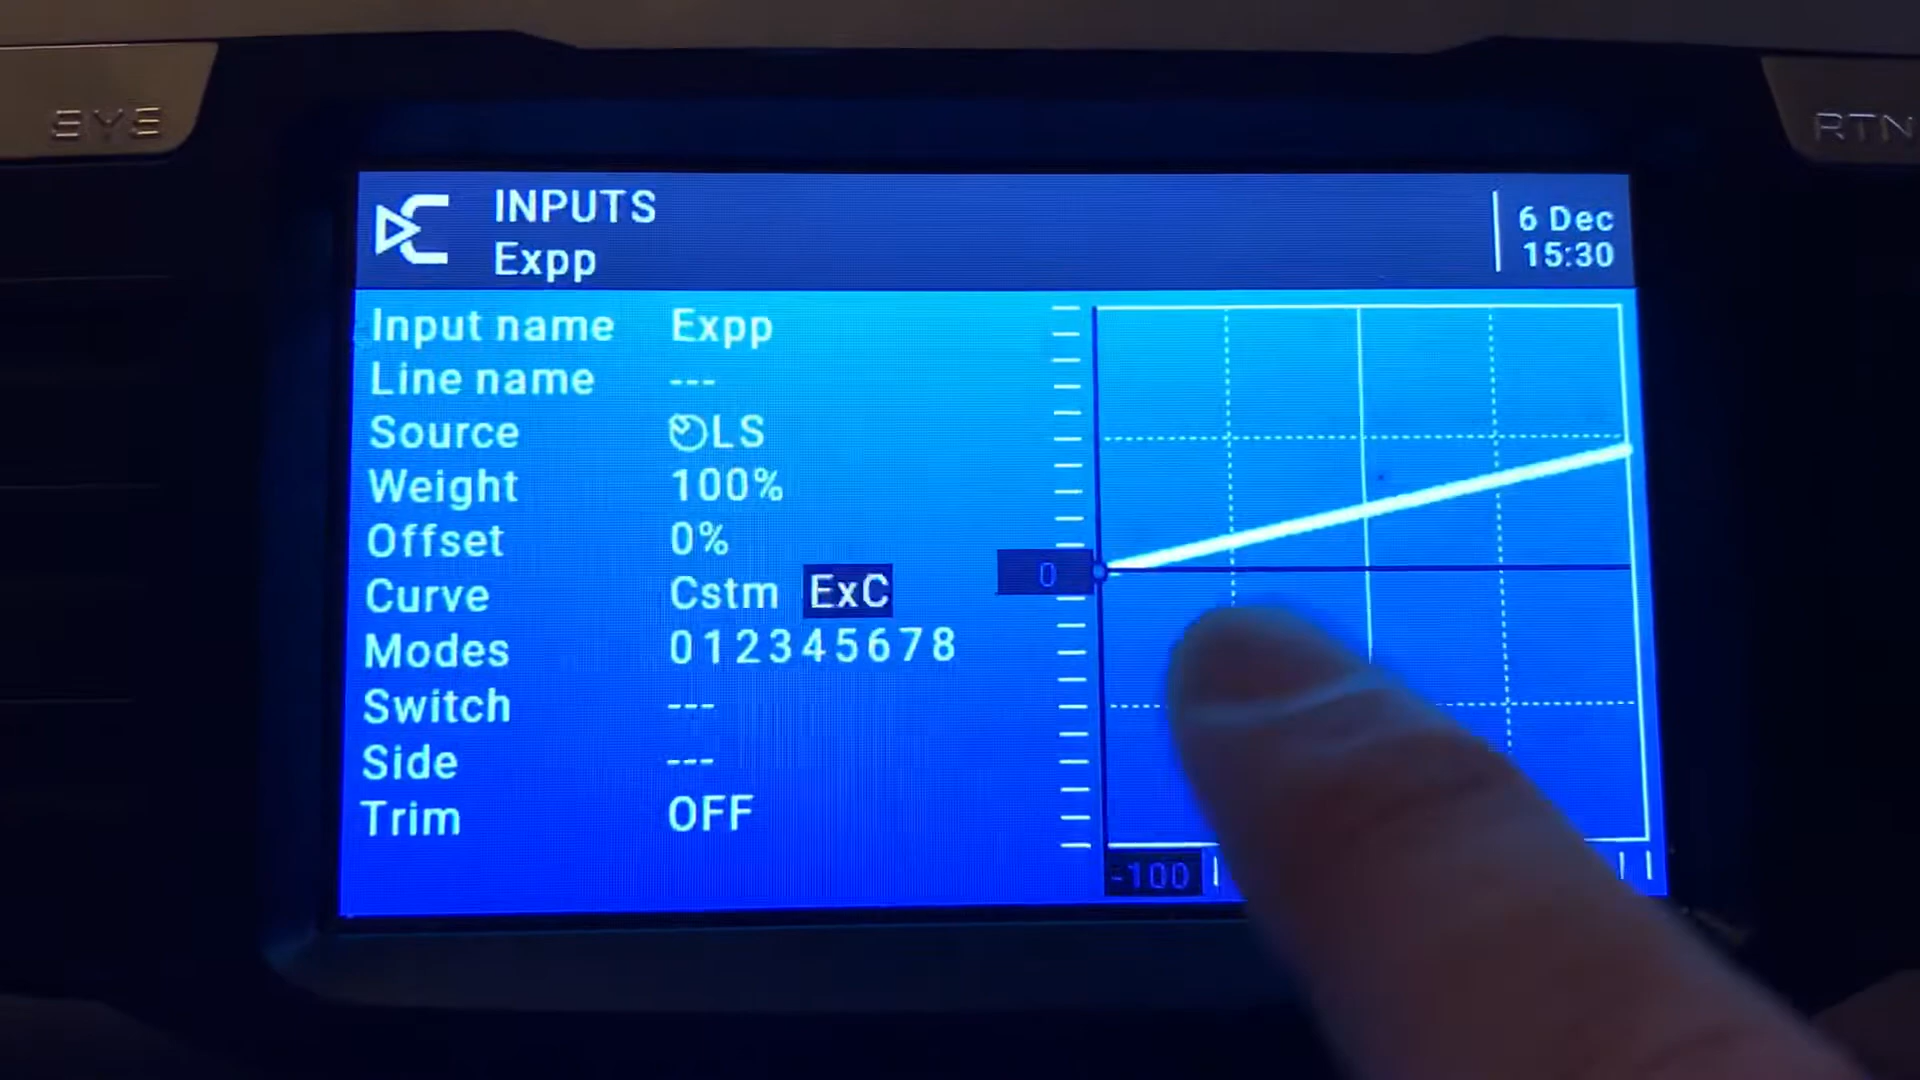 SYS
RTN
INPUTS
Expp
6 Dec
15:30
Input name Expp
Line name ---
Source LS
Weight 100%
Offset 0%
Curve Cstm ExC
Modes 012345678
Switch ---
Side ---
Trim OFF
0
-100